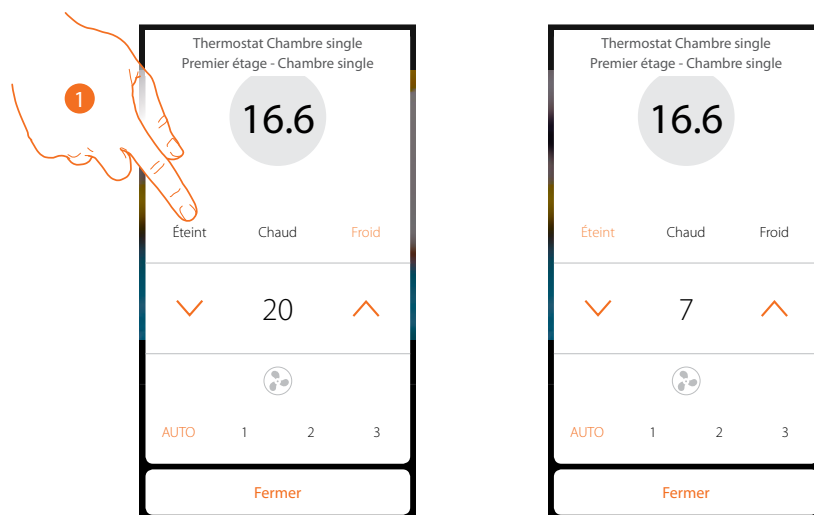 Thermostat Chambre single
Premier étage - Chambre single
1
16.6
Éteint Chaud Froid
20
AUTO 1 2 3
Fermer
Thermostat Chambre single
Premier étage - Chambre single
16.6
Éteint Chaud Froid
7
AUTO 1 2 3
Fermer